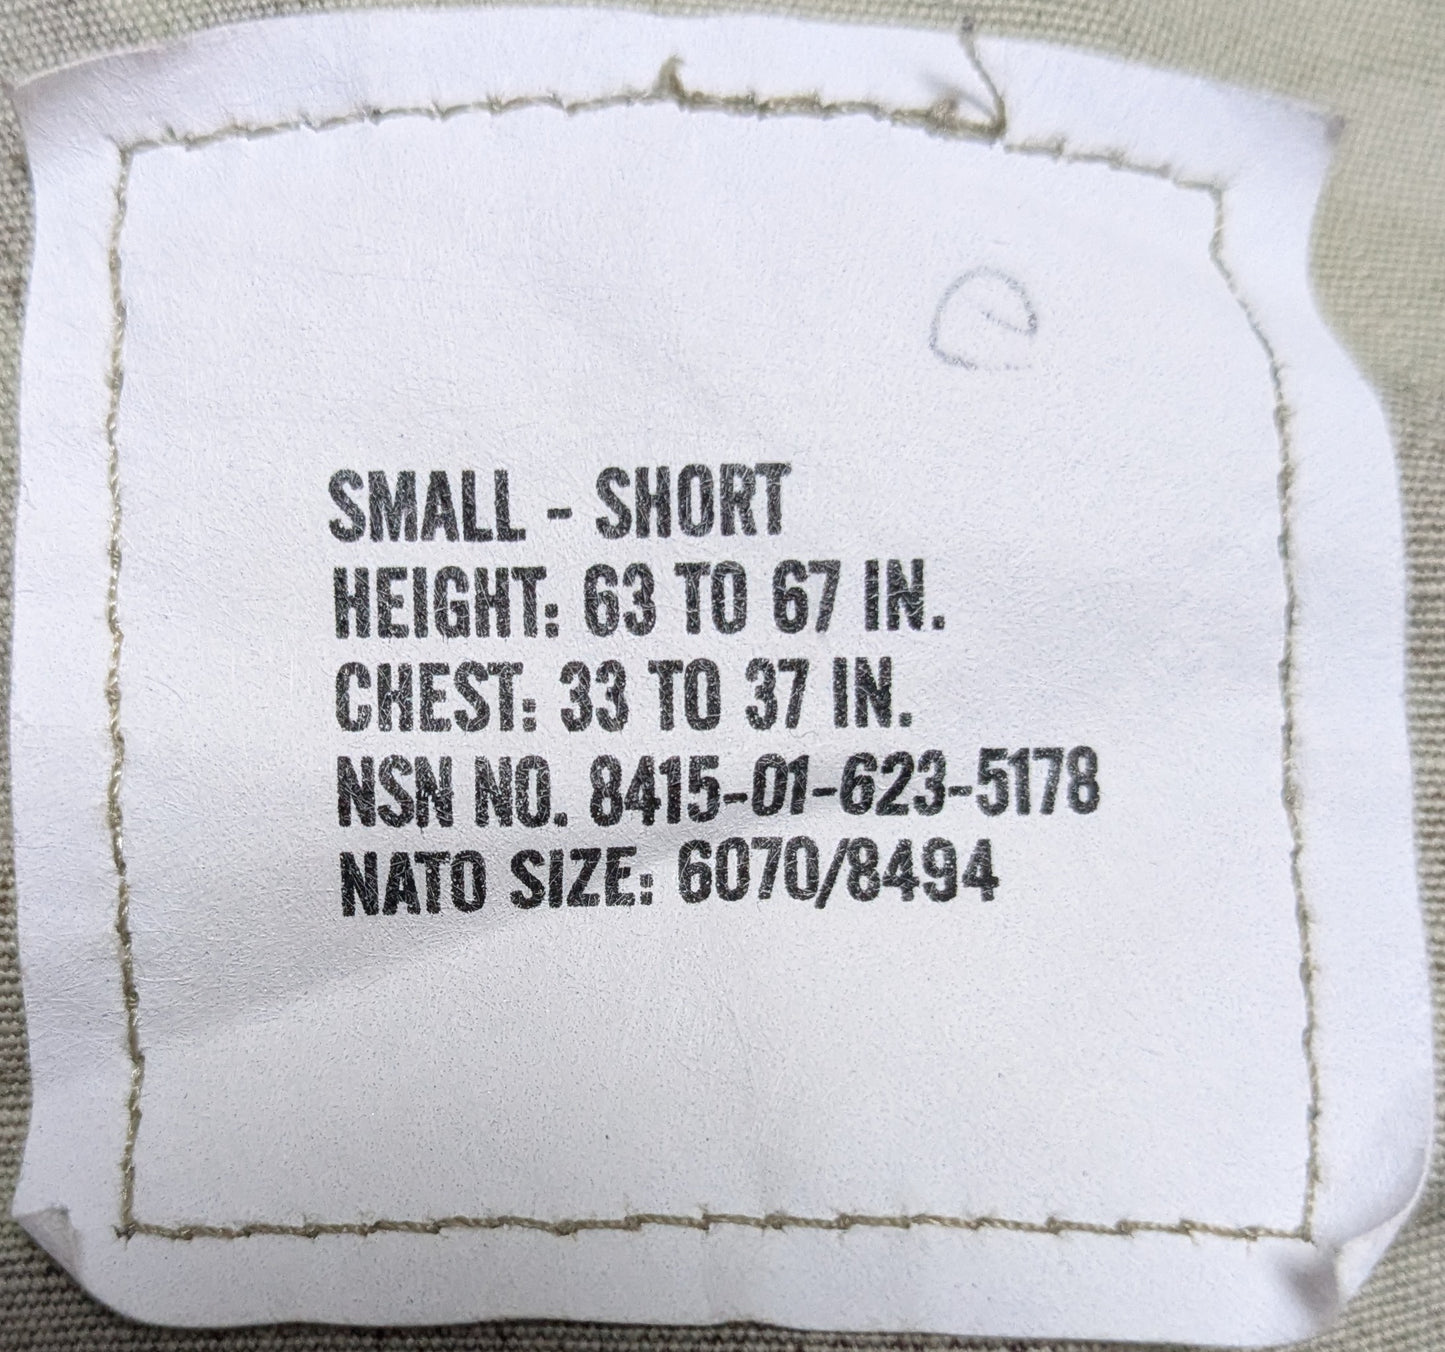 e
SMALL - SHORT
HEIGHT: 63 TO 67 IN.
CHEST: 33 TO 37 IN.
NSN NO. 8415-01-623-5178
NATO SIZE: 6070/8494